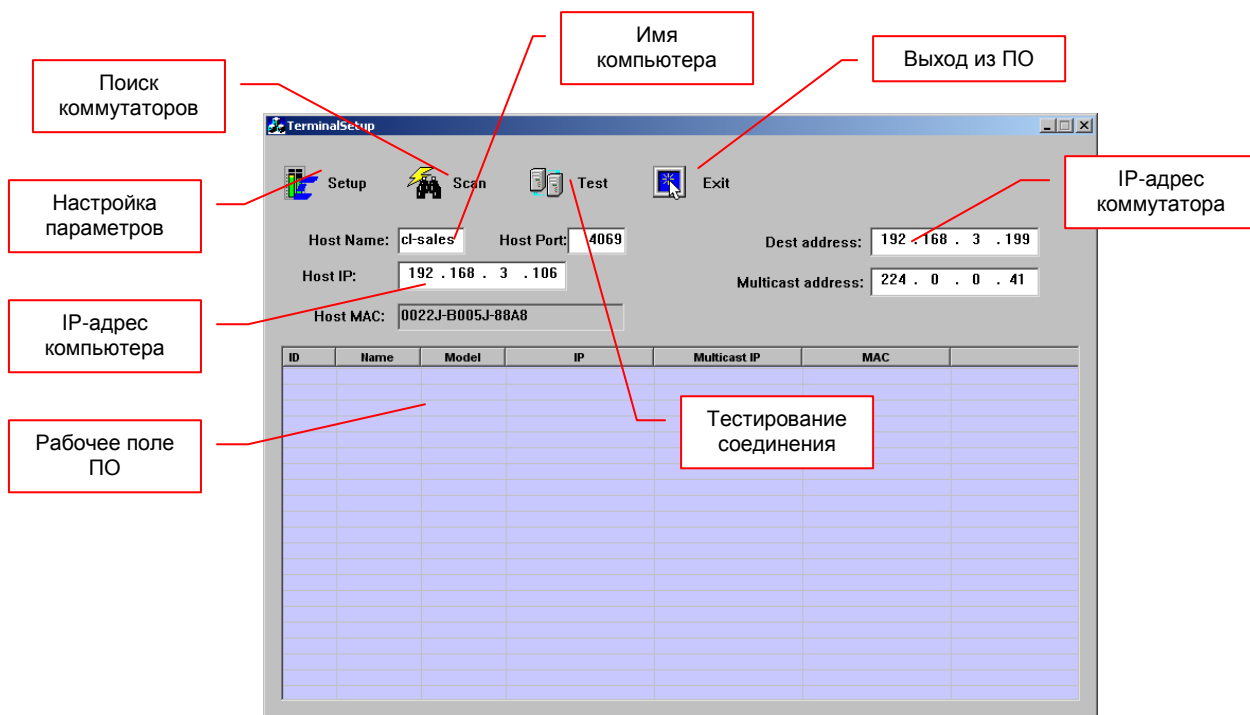 Имя
компьютера
Выход из ПО
Поиск
коммутаторов
TerminalSetup
IP-адрес
коммутатора
Setup
Scan
Test
Exit
Настройка
параметров
Host Name: cl-sales Host Port: 4069
Dest address: 192 . 168 . 3 . 199
Host IP: 192 . 168 . 3 . 106
Multicast address: 224 . 0 . 0 . 41
Host MAC: 0022J-B005J-88A8
IP-адрес
компьютера
ID Name Model IP Multicast IP MAC
Тестирование
соединения
Рабочее поле
ПО